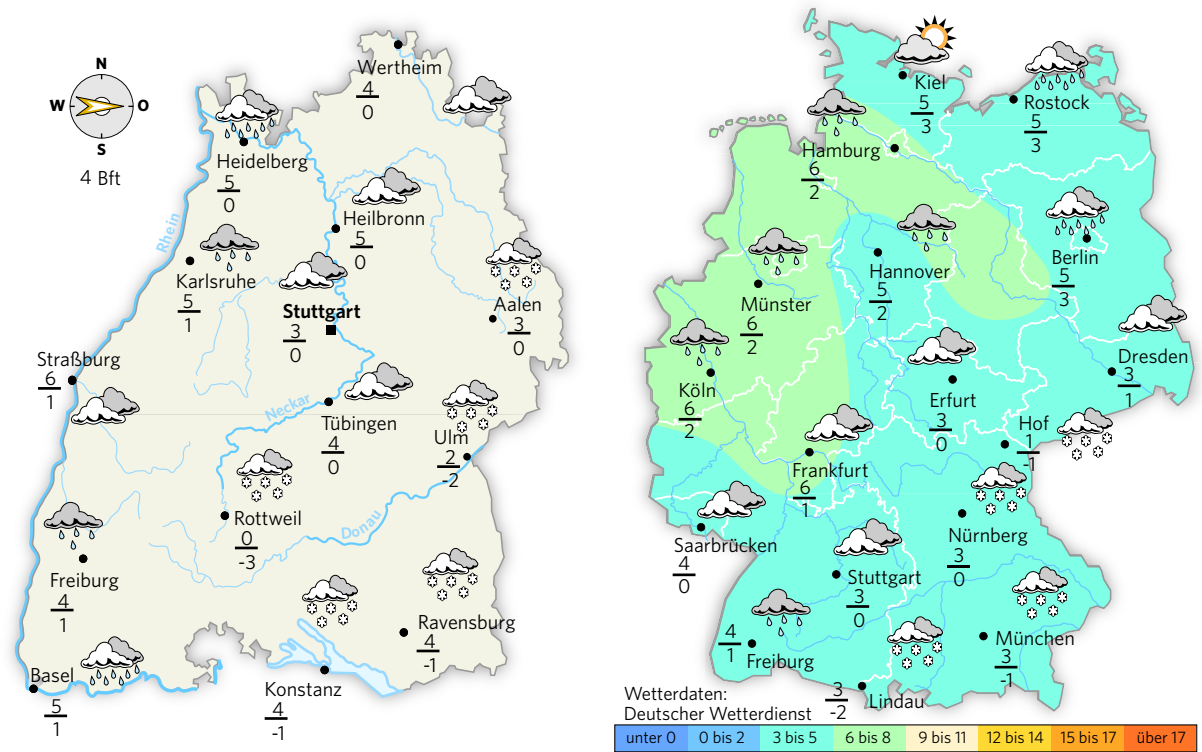 N
W O
S
4 Bft
Wertheim
4
0
Heidelberg
5
0
Rhein
Heilbronn
5
0
Karlsruhe
5
1
Stuttgart
3
0
Aalen
3
0
Straßburg
6
1
Neckar
Tübingen
4
0
Ulm
2
-2
Rottweil
0
-3
Donau
Freiburg
4
1
Ravensburg
4
-1
Basel
5
1
Konstanz
4
-1
Kiel
5
3
Rostock
5
3
Hamburg
6
2
Berlin
5
3
Hannover
5
2
Münster
6
2
Dresden
3
1
Köln
6
2
Erfurt
3
0
Hof
1
-1
Frankfurt
6
1
Nürnberg
3
0
Saarbrücken
4
0
Stuttgart
3
0
München
3
-1
4
1
Freiburg
3
-2
Lindau
Wetterdaten:
Deutscher Wetterdienst
unter 0 0 bis 2 3 bis 5 6 bis 8 9 bis 11 12 bis 14 15 bis 17 über 17